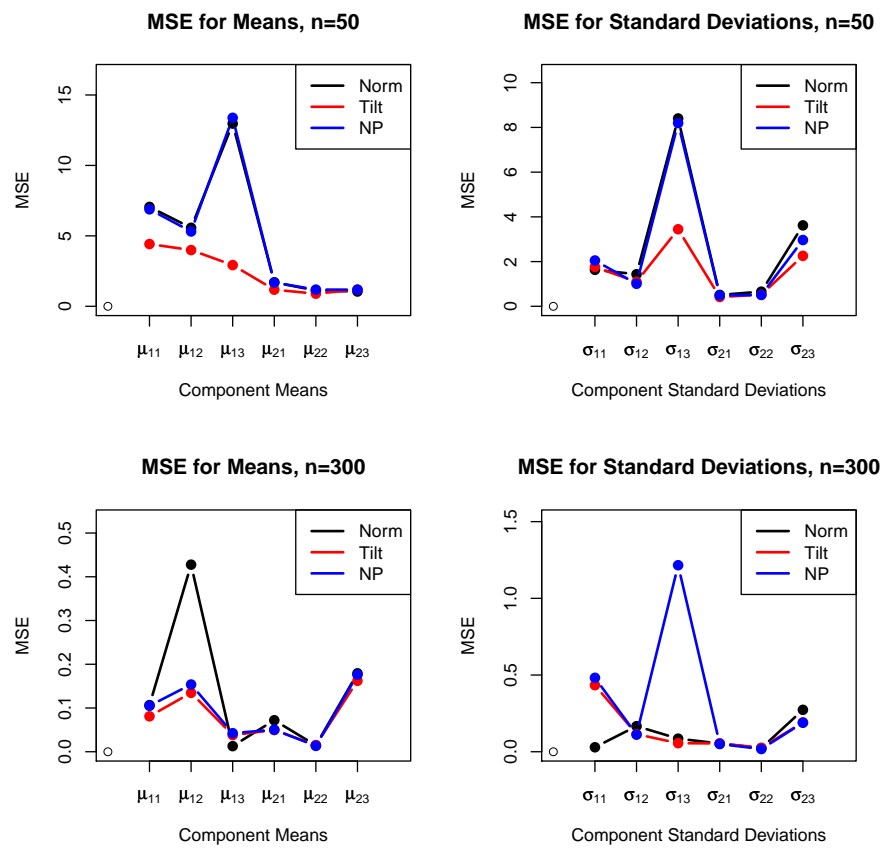 MSE for Means, n=50
MSE
15
10
5
0
Norm
Tilt
NP
μ11 μ12 μ13 μ21 μ22 μ23
Component Means
MSE for Standard Deviations, n=50
MSE
10
8
6
4
2
0
Norm
Tilt
NP
σ11 σ12 σ13 σ21 σ22 σ23
Component Standard Deviations
MSE for Means, n=300
MSE
0.5
0.4
0.3
0.2
0.1
0.0
Norm
Tilt
NP
μ11 μ12 μ13 μ21 μ22 μ23
Component Means
MSE for Standard Deviations, n=300
MSE
1.5
1.0
0.5
0.0
Norm
Tilt
NP
σ11 σ12 σ13 σ21 σ22 σ23
Component Standard Deviations